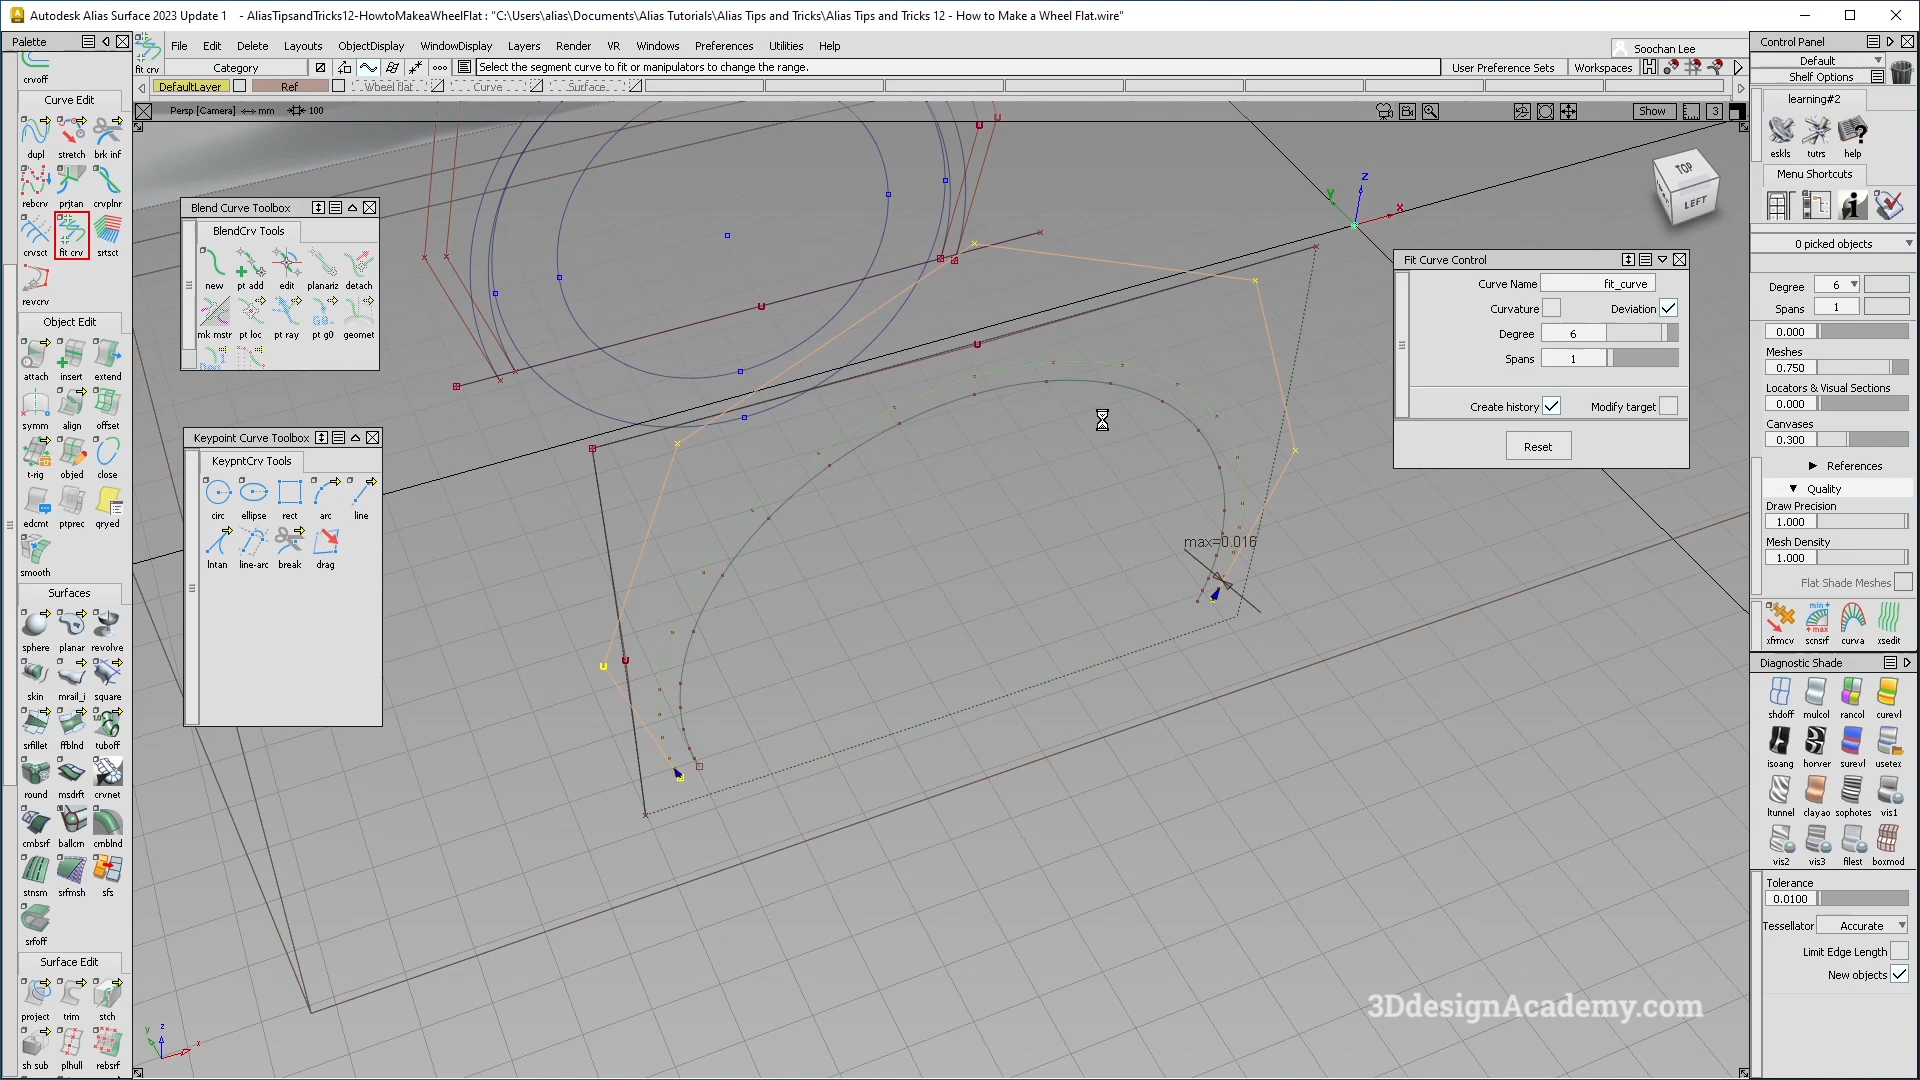 Autodesk Alias Surface 2023 Update 1 - AliasTipsandTricks12-HowtoMakeaWheelFlat : "C:\Users\alias\Documents\Alias Tutorials\Alias Tips and Tricks\Alias Tips and Tricks 12 - How to Make a Wheel Flat.wire"
Palette
File Edit Delete Layouts ObjectDisplay WindowDisplay Layers Render VR Windows Preferences Utilities Help
Soochan Lee
fit crv
Category
Select the segment curve to fit or manipulators to change the range.
User Preference Sets
Workspaces
DefaultLayer
Ref
Wheel flat
Curve
Surface
Persp [Camera] mm 100
Show
3
crvoff
Curve Edit
dupl stretch brk inf
rebcrv prjtan crvplnr
crvsct fit crv srtsct
revcrv
Object Edit
attach insert extend
symm align offset
t-rig objed close
edcmt ptprec qryed
smooth
Surfaces
sphere planar revolve
skin mrail_i square
srfillet ffblnd tuboff
round msdrft crvnet
cmbsrf ballcrn crnblnd
stnsm srfmsh sfs
srfoff
Surface Edit
project trim stch
sh sub plhull rebsrf
Blend Curve Toolbox
BlendCrv Tools
new pt add edit planariz detach
mk mstr pt loc pt ray pt g0 geomet
Keypoint Curve Toolbox
KeypntCrv Tools
circ ellipse rect arc line
lntan line-arc break drag
max=0.016
z
y
x
TOP
LEFT
Fit Curve Control
Curve Name fit_curve
Curvature Deviation
Degree 6
Spans 1
Create history Modify target
Reset
3DdesignAcademy.com
Control Panel
Default
Shelf Options
learning#2
eskls tutrs help
Menu Shortcuts
0 picked objects
Degree 6
Spans 1
0.000
Meshes
0.750
Locators & Visual Sections
0.000
Canvases
0.300
References
Quality
Draw Precision
1.000
Mesh Density
1.000
Flat Shade Meshes
xfrmcv scnsrf curva xsedit
Diagnostic Shade
shdoff mulcol rancol curevl
isoang horver surevl usetex
ltunnel clayao sophotes vis1
vis2 vis3 filest boxmod
Tolerance
0.0100
Tessellator Accurate
Limit Edge Length
New objects